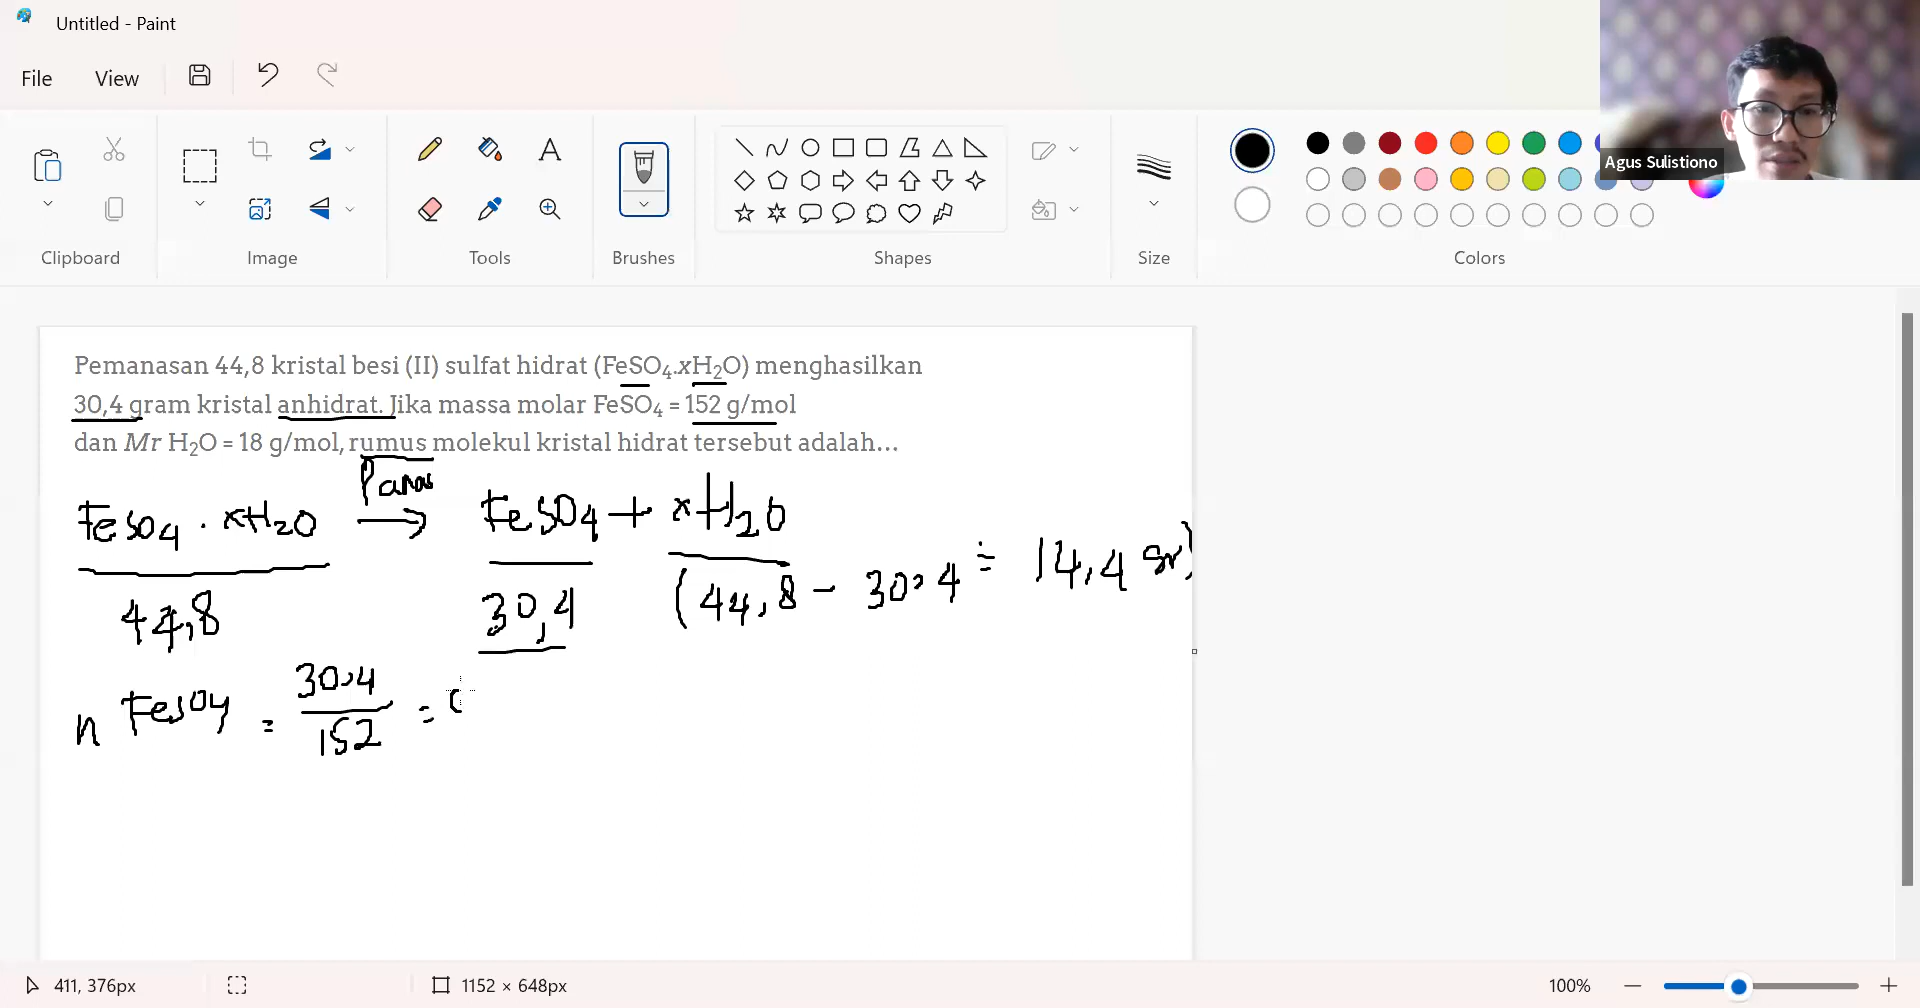 Untitled - Paint
File View
Clipboard Image Tools Brushes Shapes Size Colors
Agus Sulistiono
Pemanasan 44,8 kristal besi (II) sulfat hidrat (FeSO₄.xH₂O) menghasilkan
30,4 gram kristal anhidrat. Jika massa molar FeSO₄ = 152 g/mol
dan Mr H₂O = 18 g/mol, rumus molekul kristal hidrat tersebut adalah...
Panas
FeSO₄ . xH₂O → FeSO₄ + xH₂O
44,8 30,4 (44,8 - 30,4 = 14,4 gr)
n FeSO₄ = 30,4
152 =
411, 376px 1152 × 648px 100%